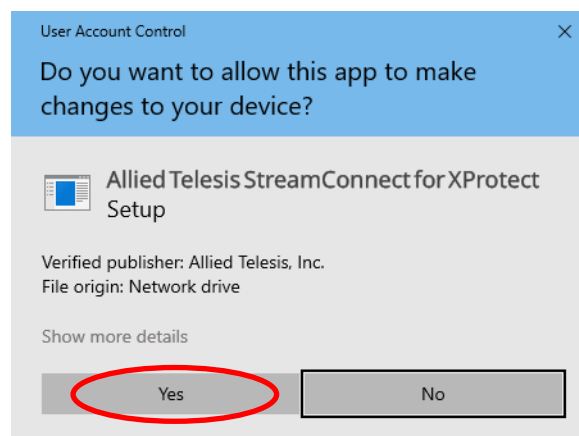 User Account Control
Do you want to allow this app to make
changes to your device?
Allied Telesis StreamConnect for XProtect
Setup
Verified publisher: Allied Telesis, Inc.
File origin: Network drive
Show more details
Yes
No